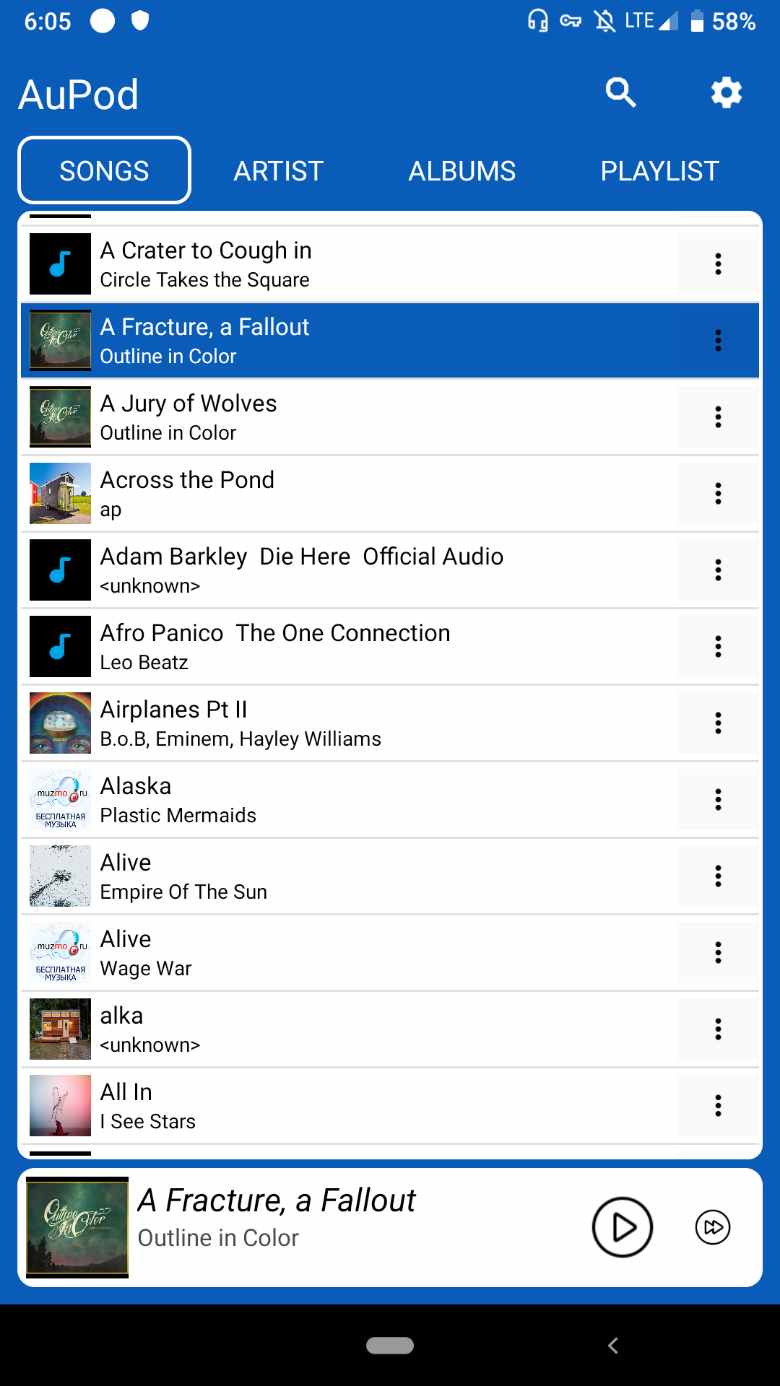 6:05 LTE 58%
AuPod
SONGS ARTIST ALBUMS PLAYLIST
A Crater to Cough in
Circle Takes the Square
A Fracture, a Fallout
Outline in Color
A Jury of Wolves
Outline in Color
Across the Pond
ap
Adam Barkley  Die Here  Official Audio
<unknown>
Afro Panico  The One Connection
Leo Beatz
Airplanes Pt II
B.o.B, Eminem, Hayley Williams
muzmo.ru
БЕСПЛАТНАЯ
МУЗЫКА
Alaska
Plastic Mermaids
Alive
Empire Of The Sun
muzmo.ru
БЕСПЛАТНАЯ
МУЗЫКА
Alive
Wage War
alka
<unknown>
All In
I See Stars
Outline In Color
A Fracture, a Fallout
Outline in Color